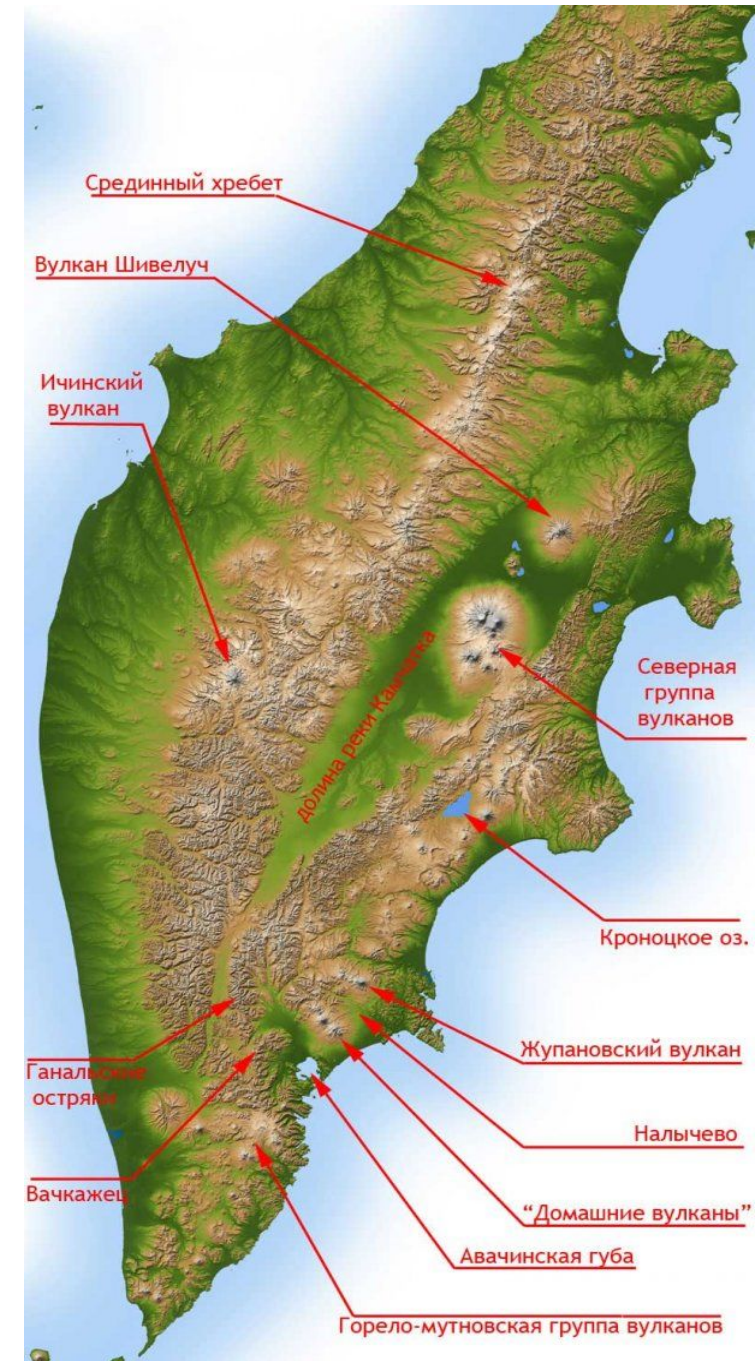 Срединный хребет
Вулкан Шивелуч
Ичинский
вулкан
долина реки Камчатка
Северная
группа
вулканов
Кроноцкое оз.
Жупановский вулкан
Ганальские
остряки
Налычево
Вачкажец
“Домашние вулканы”
Авачинская губа
Горело-мутновская группа вулканов